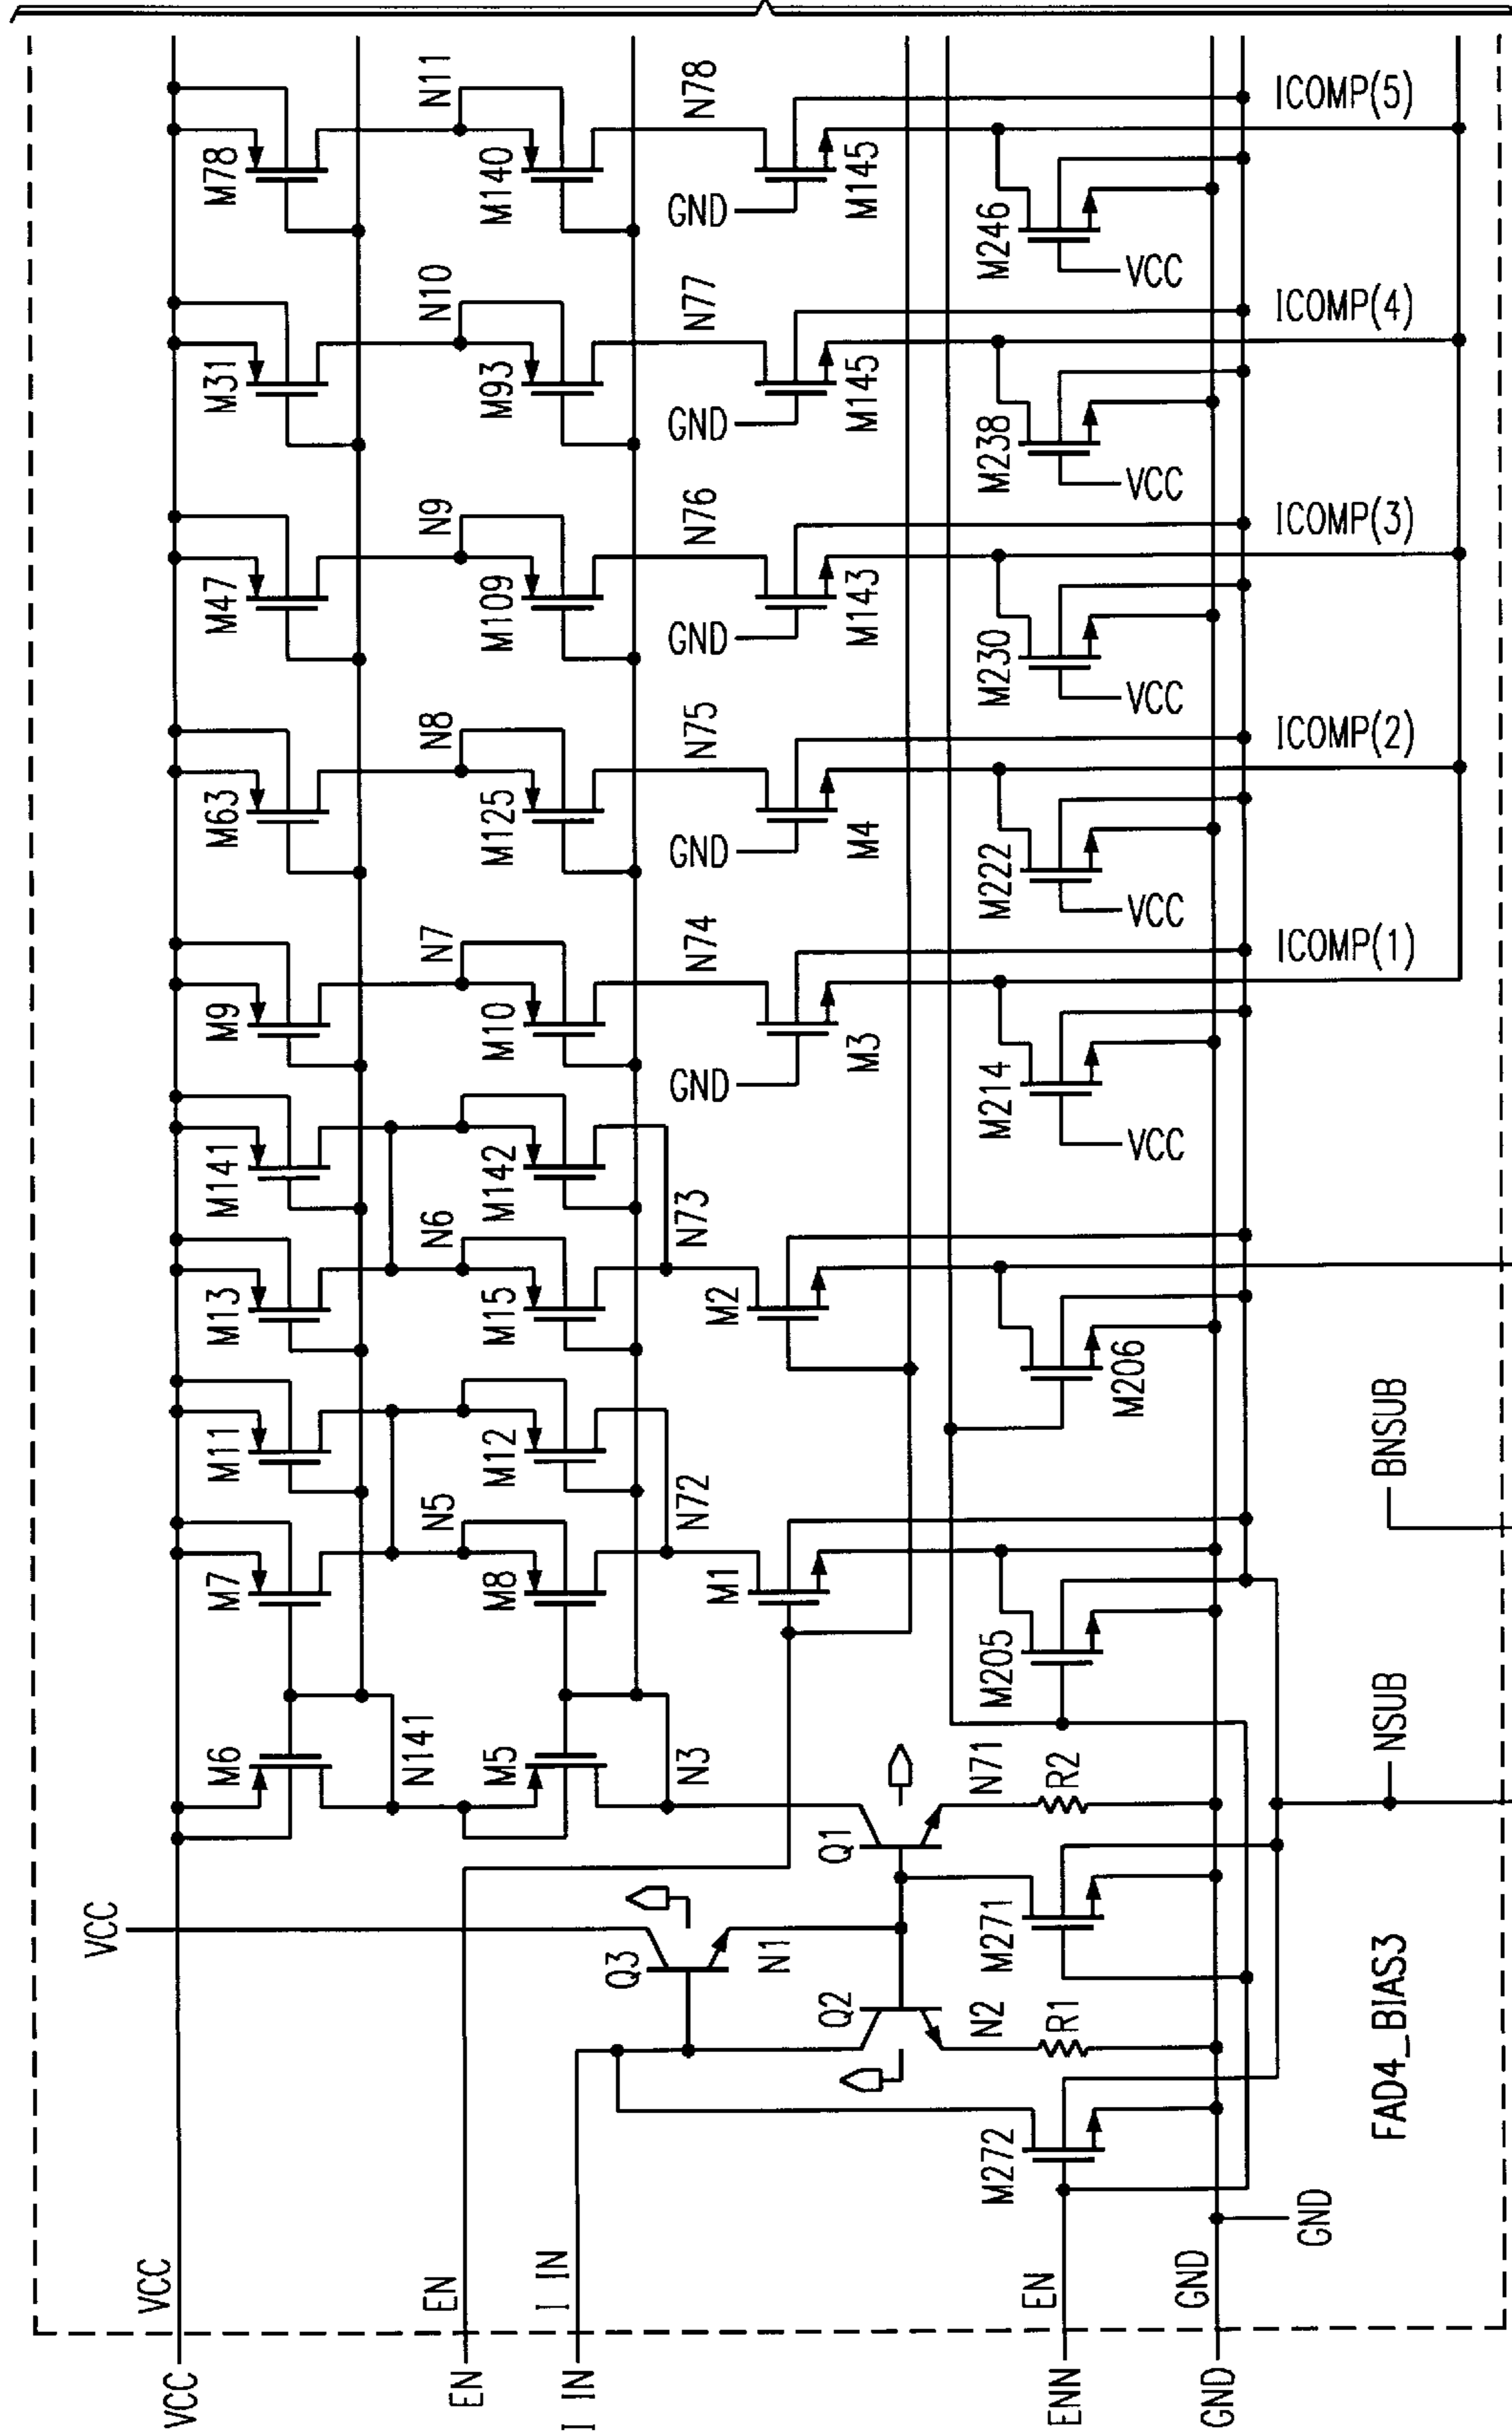 VCC
EN
I IN
ENN
GND
VCC
EN
I IN
EN
GND
GND
VCC
M6
M7
M11
M13
M141
M9
M63
M47
M31
M78
N141
N5
N6
N7
N8
N9
N10
N11
M5
M8
M12
M15
M142
M10
M125
M109
M93
M140
N3
N72
N73
N74
N75
N76
N77
N78
Q3
N1
Q2
Q1
M1
M2
GND
GND
GND
GND
GND
M3
M4
M143
M145
M145
M272
N2
R1
M271
N71
R2
M205
M206
M214
M222
M230
M238
M246
VCC
VCC
VCC
VCC
VCC
ICOMP(1)
ICOMP(2)
ICOMP(3)
ICOMP(4)
ICOMP(5)
FAD4_BIAS3
NSUB
BNSUB